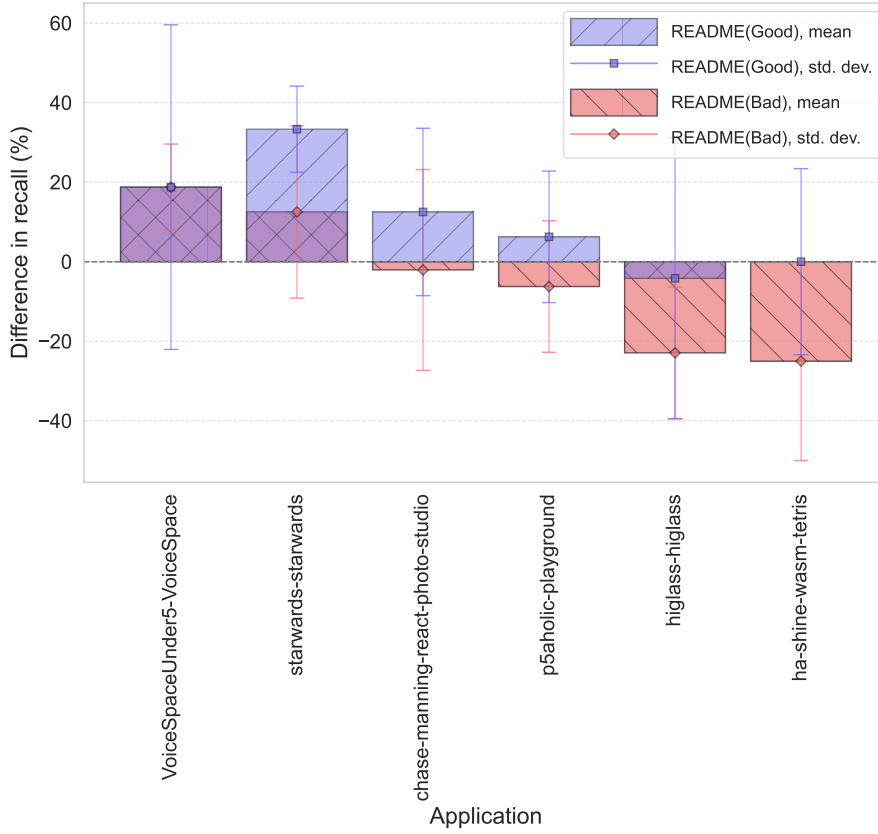 60
40
20
0
−20
−40
Difference in recall (%)
README(Good), mean
README(Good), std. dev.
README(Bad), mean
README(Bad), std. dev.
VoiceSpaceUnder5-VoiceSpace
starwards-starwards
chase-manning-react-photo-studio
p5aholic-playground
higlass-higlass
ha-shine-wasm-tetris
Application